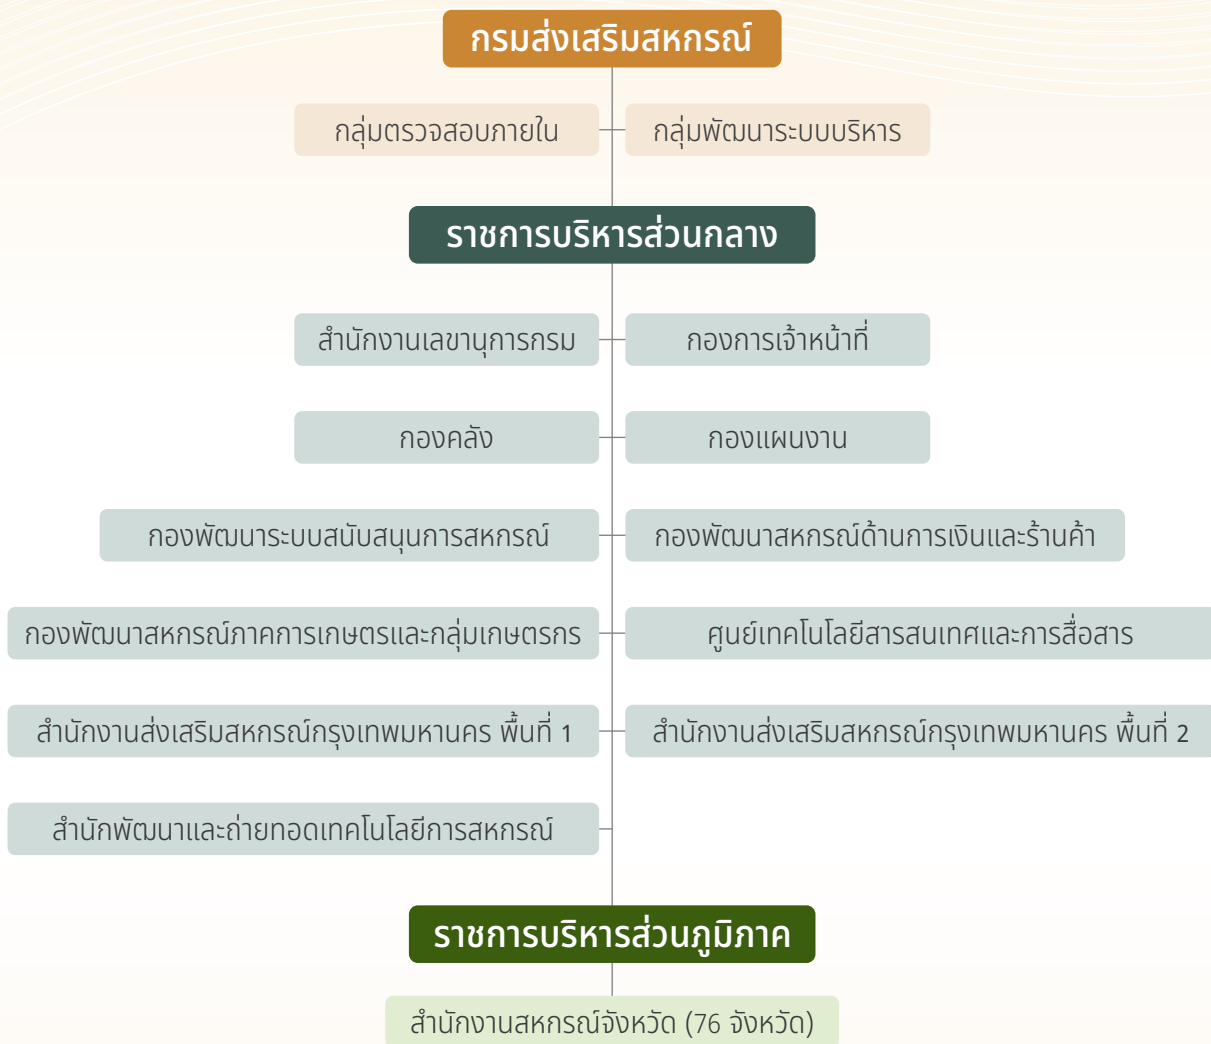 กรมส่งเสริมสหกรณ์
กลุ่มตรวจสอบภายใน
กลุ่มพัฒนาระบบบริหาร
ราชการบริหารส่วนกลาง
สำนักงานเลขานุการกรม
กองการเจ้าหน้าที่
กองคลัง
กองแผนงาน
กองพัฒนาระบบสนับสนุนการสหกรณ์
กองพัฒนาสหกรณ์ด้านการเงินและร้านค้า
กองพัฒนาสหกรณ์ภาคการเกษตรและกลุ่มเกษตรกร
ศูนย์เทคโนโลยีสารสนเทศและการสื่อสาร
สำนักงานส่งเสริมสหกรณ์กรุงเทพมหานคร พื้นที่ 1
สำนักงานส่งเสริมสหกรณ์กรุงเทพมหานคร พื้นที่ 2
สำนักพัฒนาและถ่ายทอดเทคโนโลยีการสหกรณ์
ราชการบริหารส่วนภูมิภาค
สำนักงานสหกรณ์จังหวัด (76 จังหวัด)